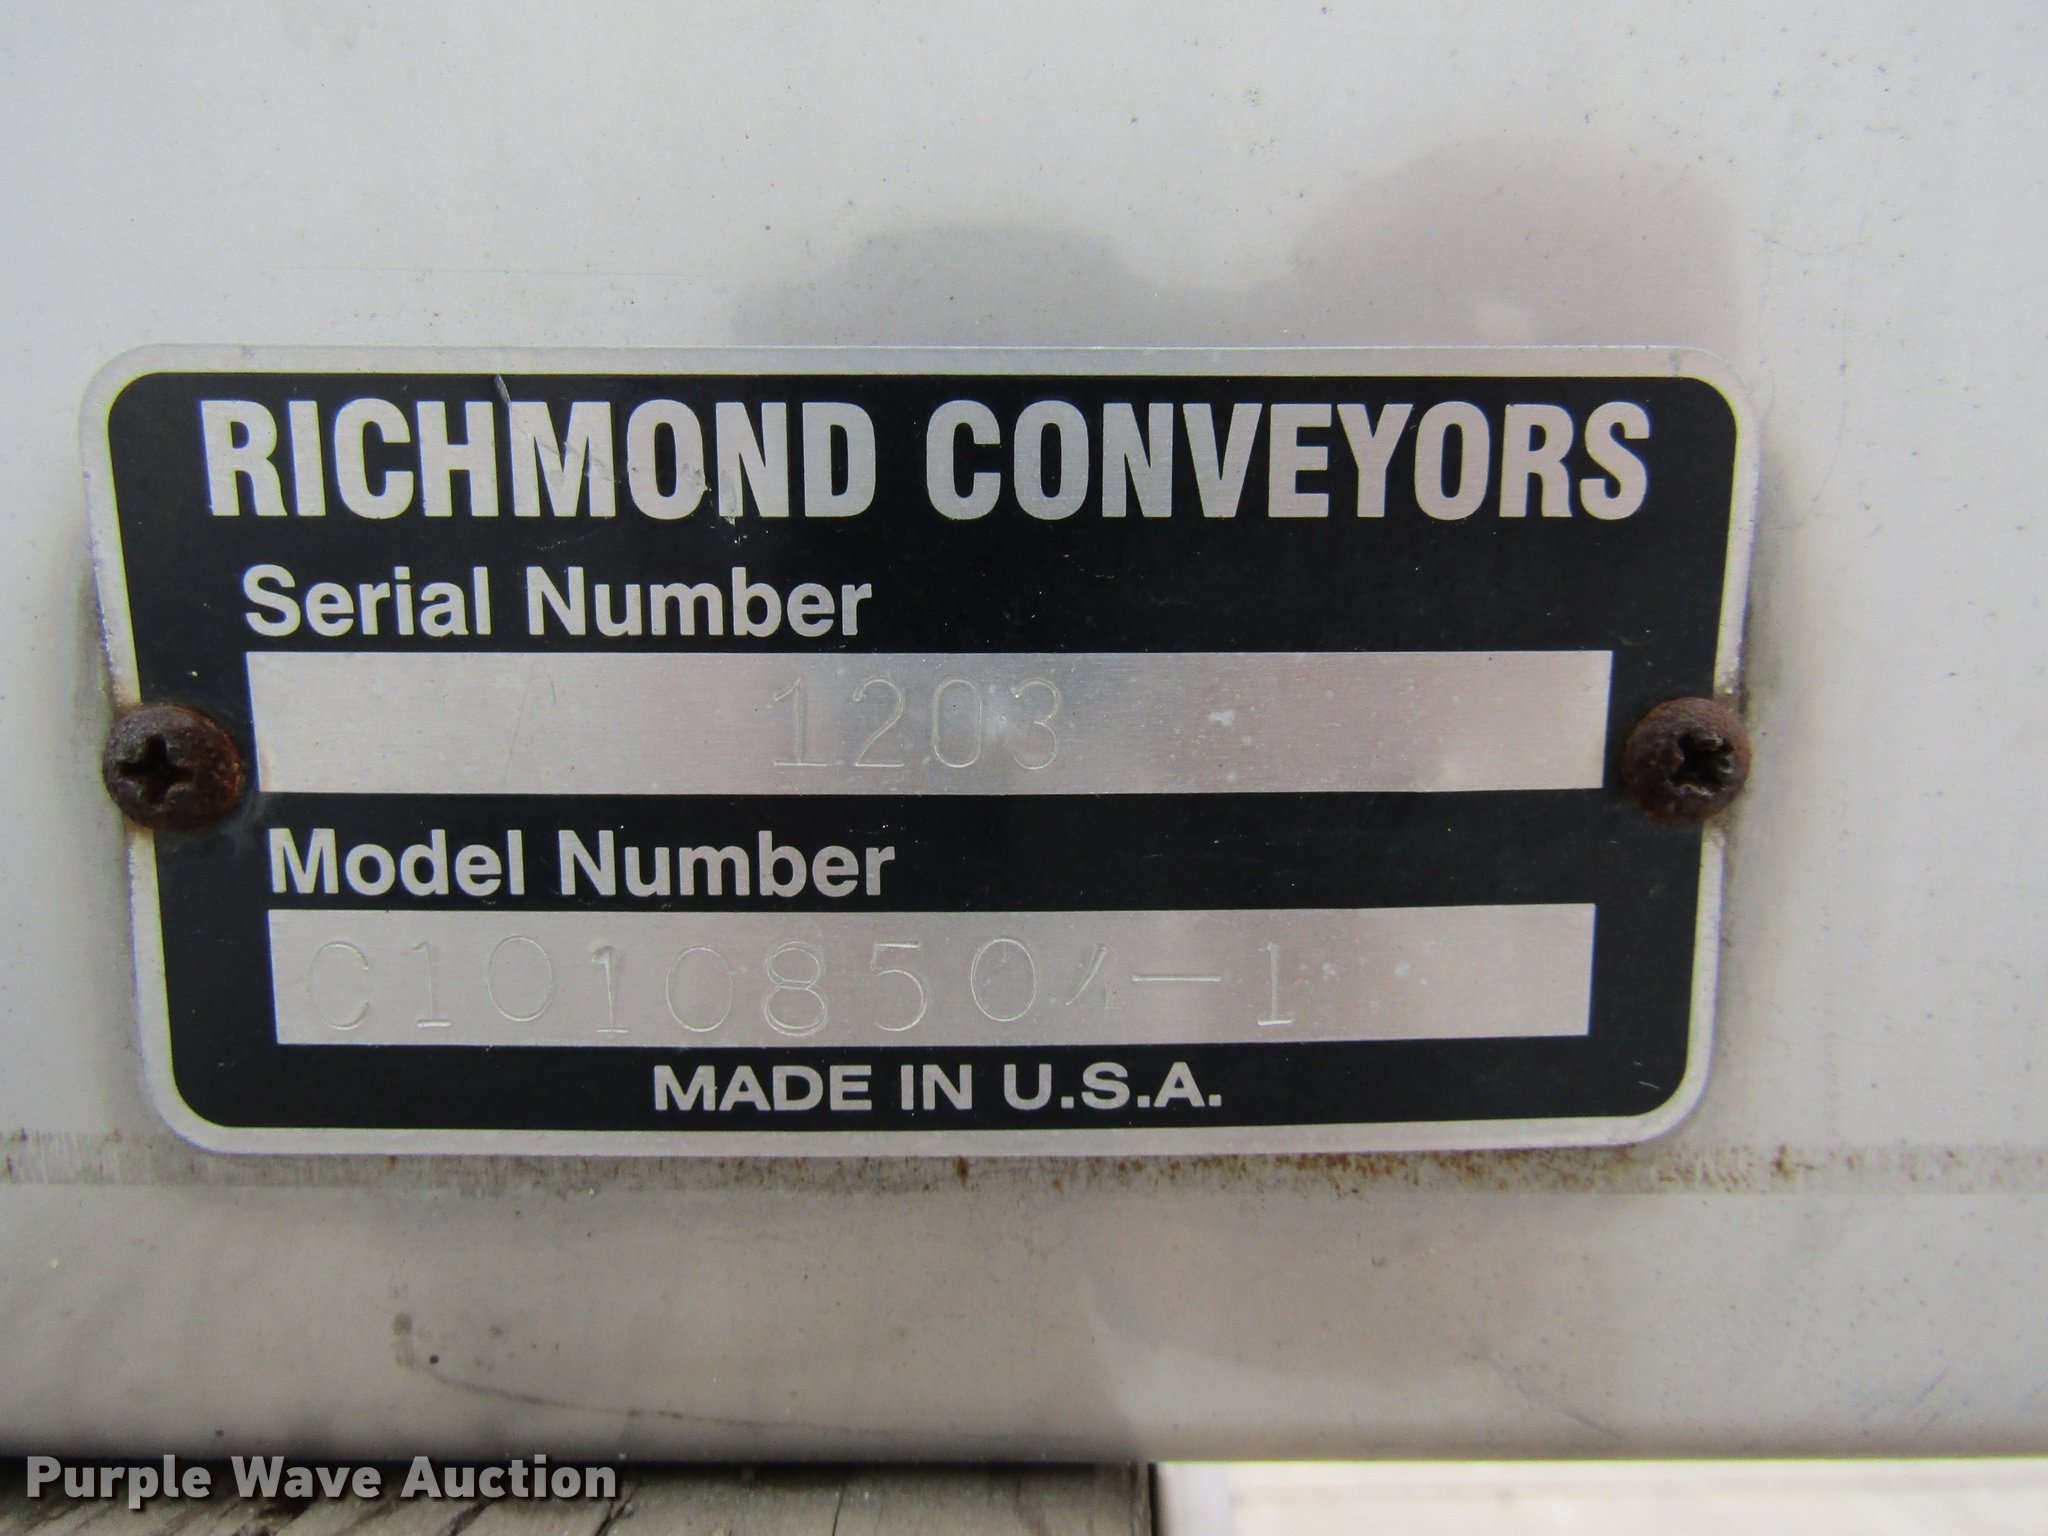 RICHMOND CONVEYORS
Serial Number
1203
Model Number
C10108504-1
MADE IN U.S.A.
Purple Wave Auction